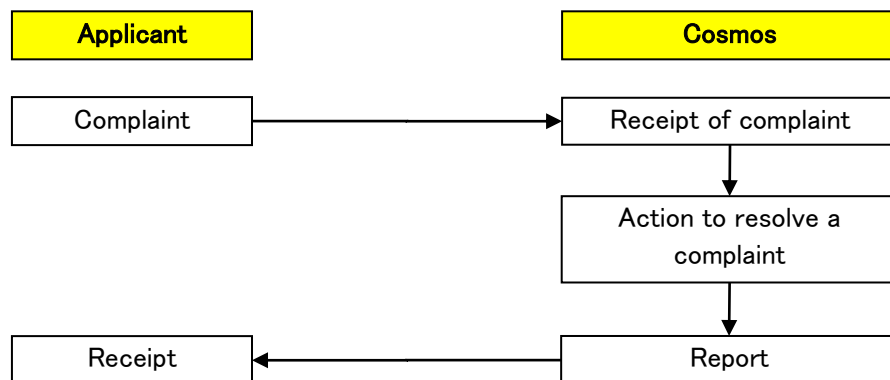 Applicant
Cosmos
Complaint
Receipt of complaint
Action to resolve a
complaint
Receipt
Report